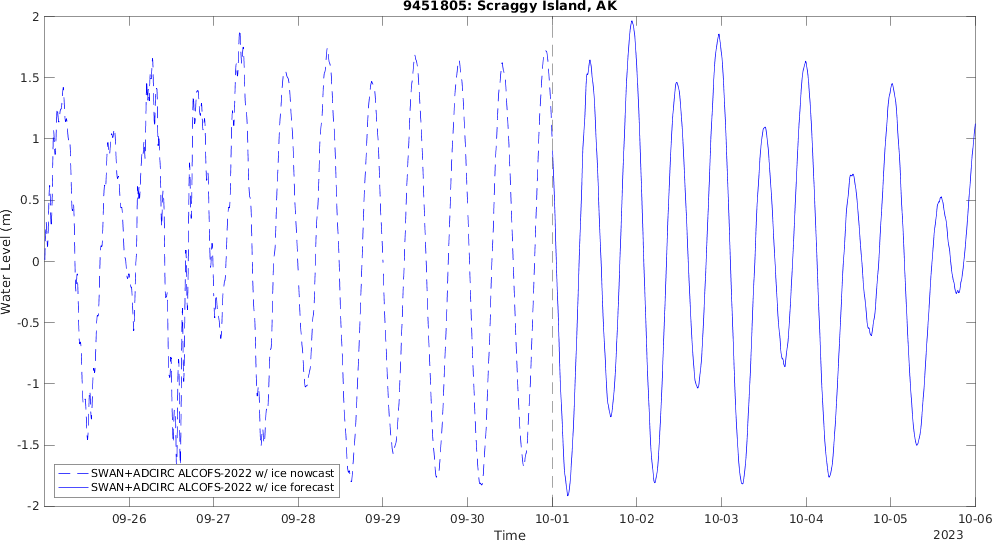 9451805: Scraggy Island, AK
2
1.5
1
0.5
0
-0.5
-1
-1.5
-2
Water Level (m)
SWAN+ADCIRC ALCOFS-2022 w/ ice nowcast
SWAN+ADCIRC ALCOFS-2022 w/ ice forecast
09-26 09-27 09-28 09-29 09-30 10-01 10-02 10-03 10-04 10-05 10-06
Time
2023